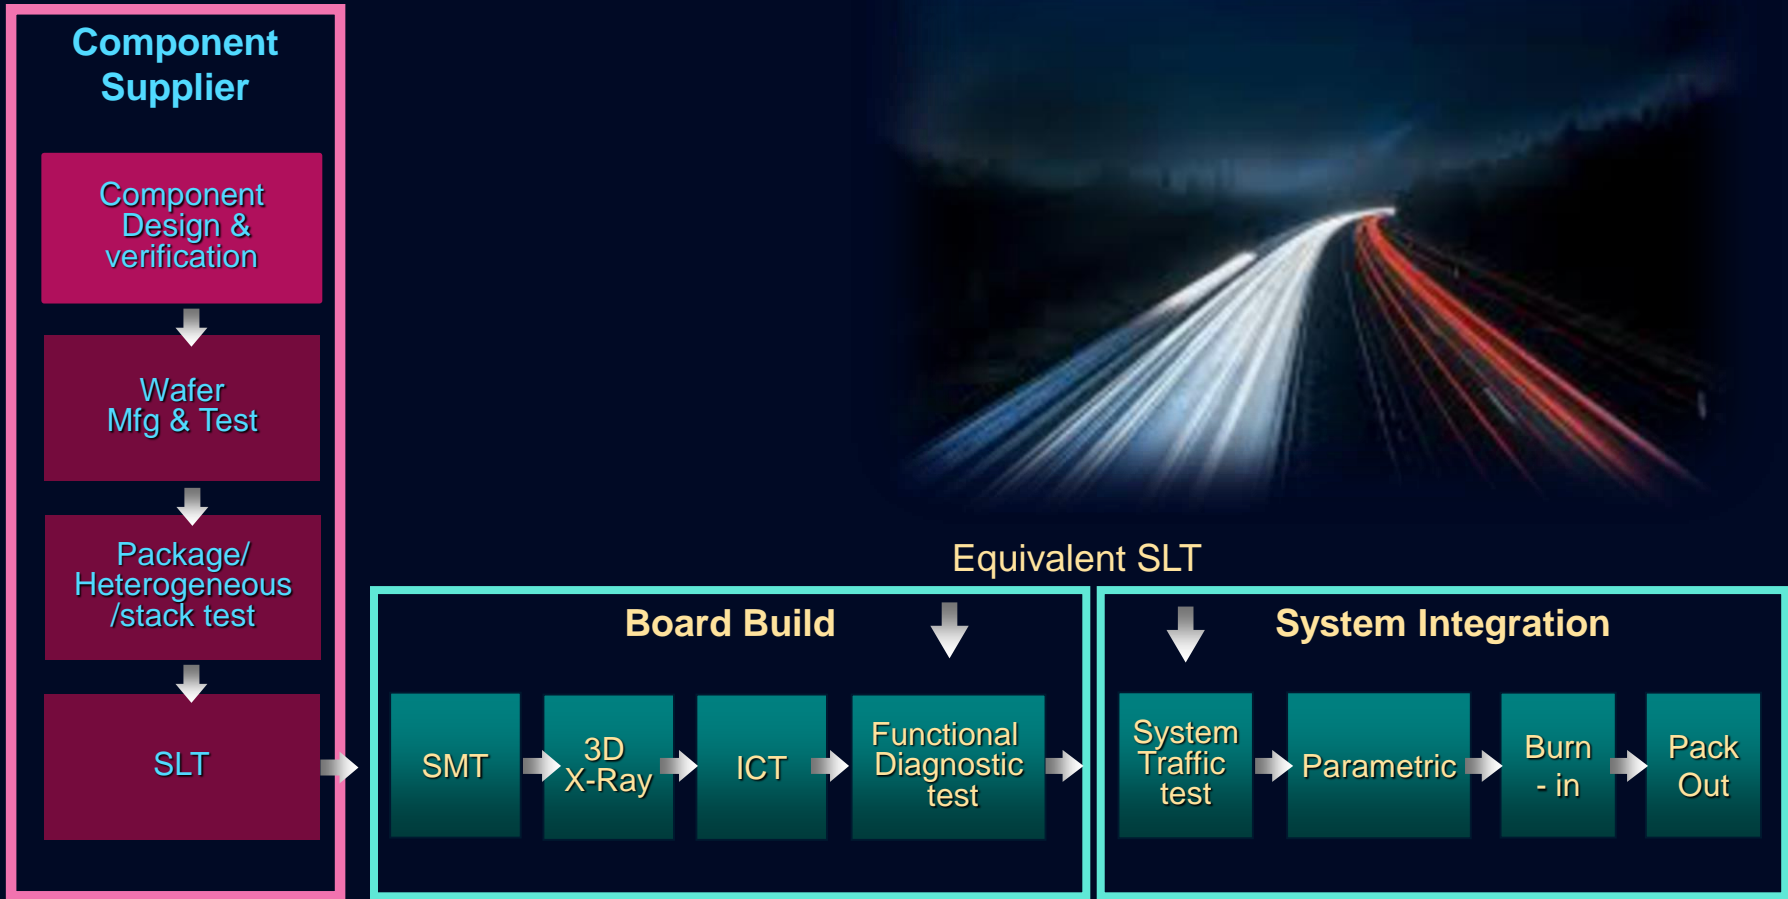 Component
Supplier
Component
Design &
verification
Wafer
Mfg & Test
Package/
Heterogeneous
/stack test
SLT
Equivalent SLT
Board Build
SMT
3D
X-Ray
ICT
Functional
Diagnostic
test
System Integration
System
Traffic
test
Parametric
Burn
- in
Pack
Out